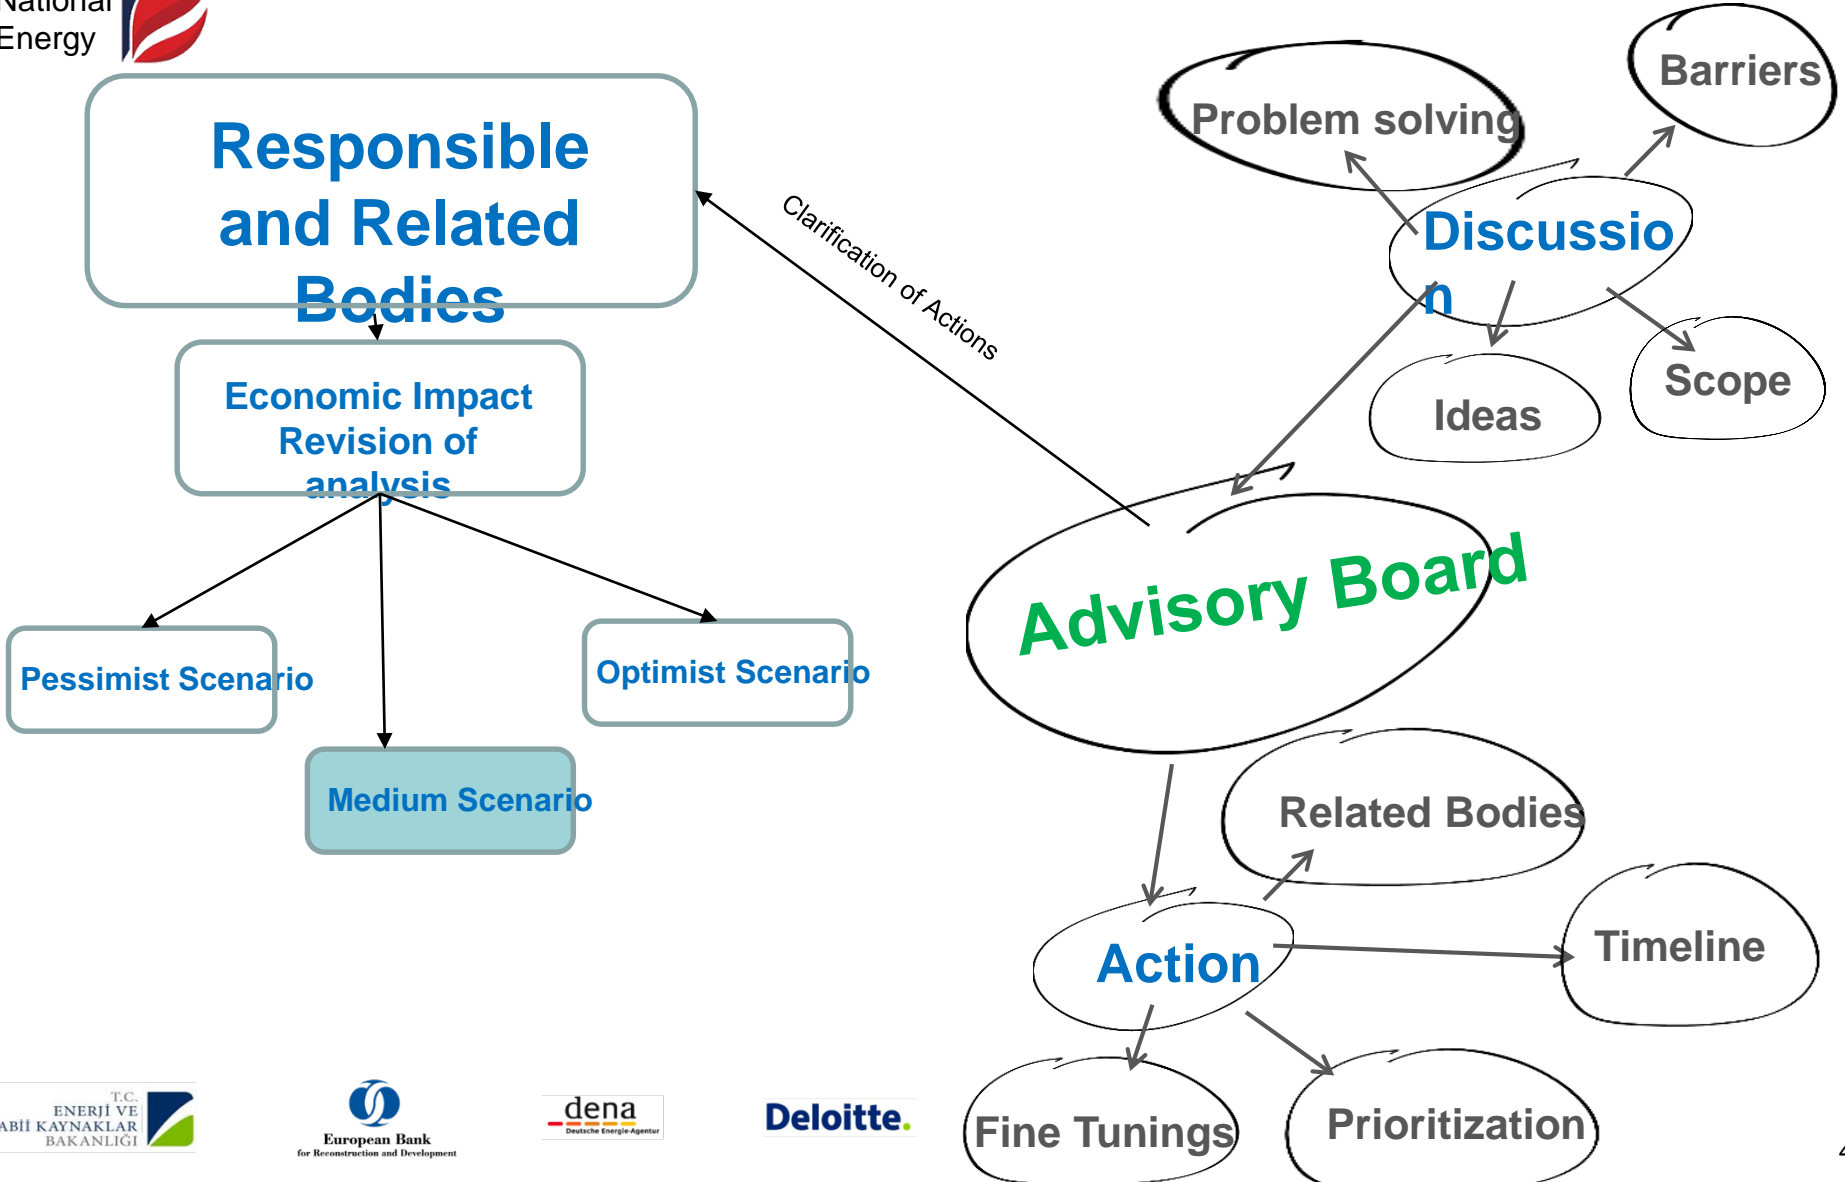 National
Energy
Responsible
and Related
Bodies
Economic Impact
Revision of
analysis
Pessimist Scenario
Optimist Scenario
Medium Scenario
Clarification of Actions
Problem solving
Barriers
Discussio
n
Ideas
Scope
Advisory Board
Related Bodies
Action
Timeline
Fine Tunings
Prioritization
T.C.
ENERJİ VE
ABİİ KAYNAKLAR
BAKANLIĞI
European Bank
for Reconstruction and Development
dena
Deutsche Energie-Agentur
Deloitte.
4